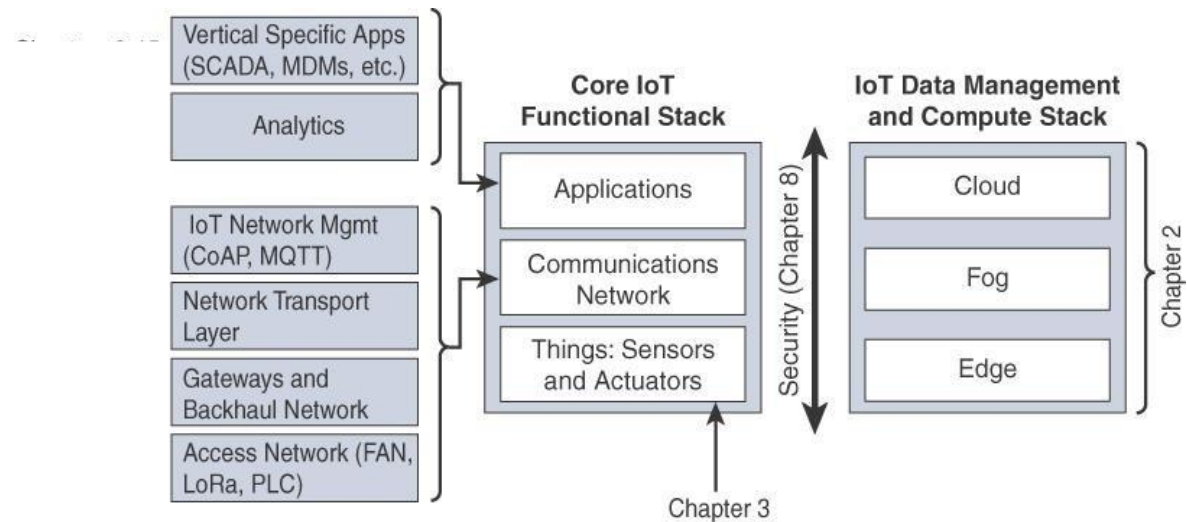 Vertical Specific Apps
(SCADA, MDMs, etc.)
Analytics
IoT Network Mgmt
(CoAP, MQTT)
Network Transport
Layer
Gateways and
Backhaul Network
Access Network (FAN,
LoRa, PLC)
Core IoT
Functional Stack
Applications
Communications
Network
Things: Sensors
and Actuators
Chapter 3
Security (Chapter 8)
IoT Data Management
and Compute Stack
Cloud
Fog
Edge
Chapter 2